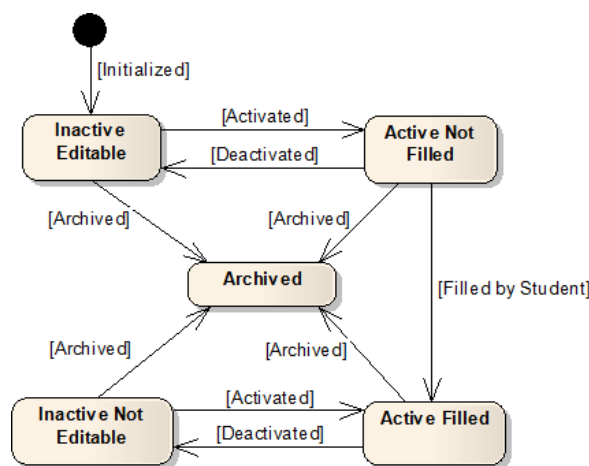 [Initialized]
Inactive
Editable
[Activated]
Active Not
Filled
[Deactivated]
[Archived]
[Archived]
Archived
[Filled by Student]
[Archived]
[Archived]
Inactive Not
Editable
[Activated]
Active Filled
[Deactivated]